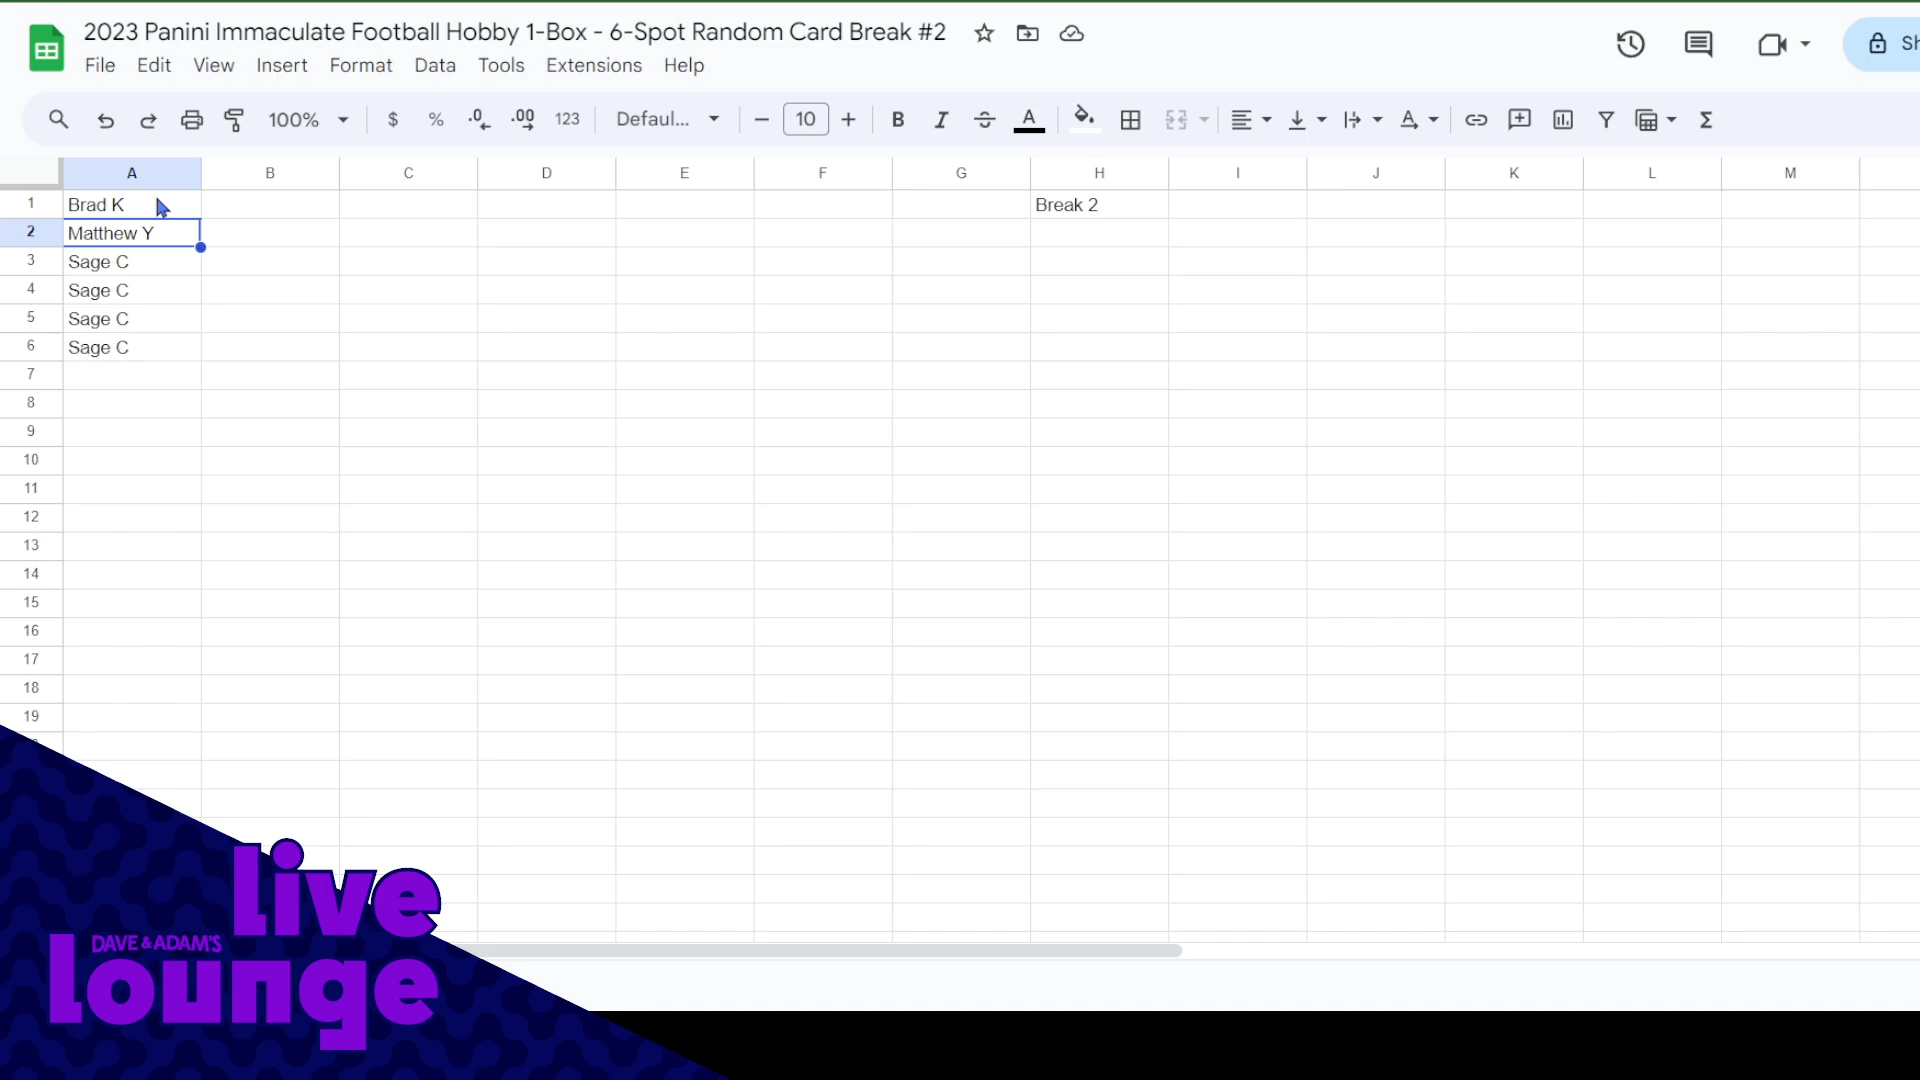 2023 Panini Immaculate Football Hobby 1-Box - 6-Spot Random Card Break #2
File Edit View Insert Format Data Tools Extensions Help
100% $ % .0 .00 123 Defaul... 10 B I A
A B C D E F G H I J K L M
1 Brad K Break 2
2 Matthew Y
3 Sage C
4 Sage C
5 Sage C
6 Sage C
7
8
9
10
11
12
13
14
15
16
17
18
19
live
DAVE & ADAM'S
lounge